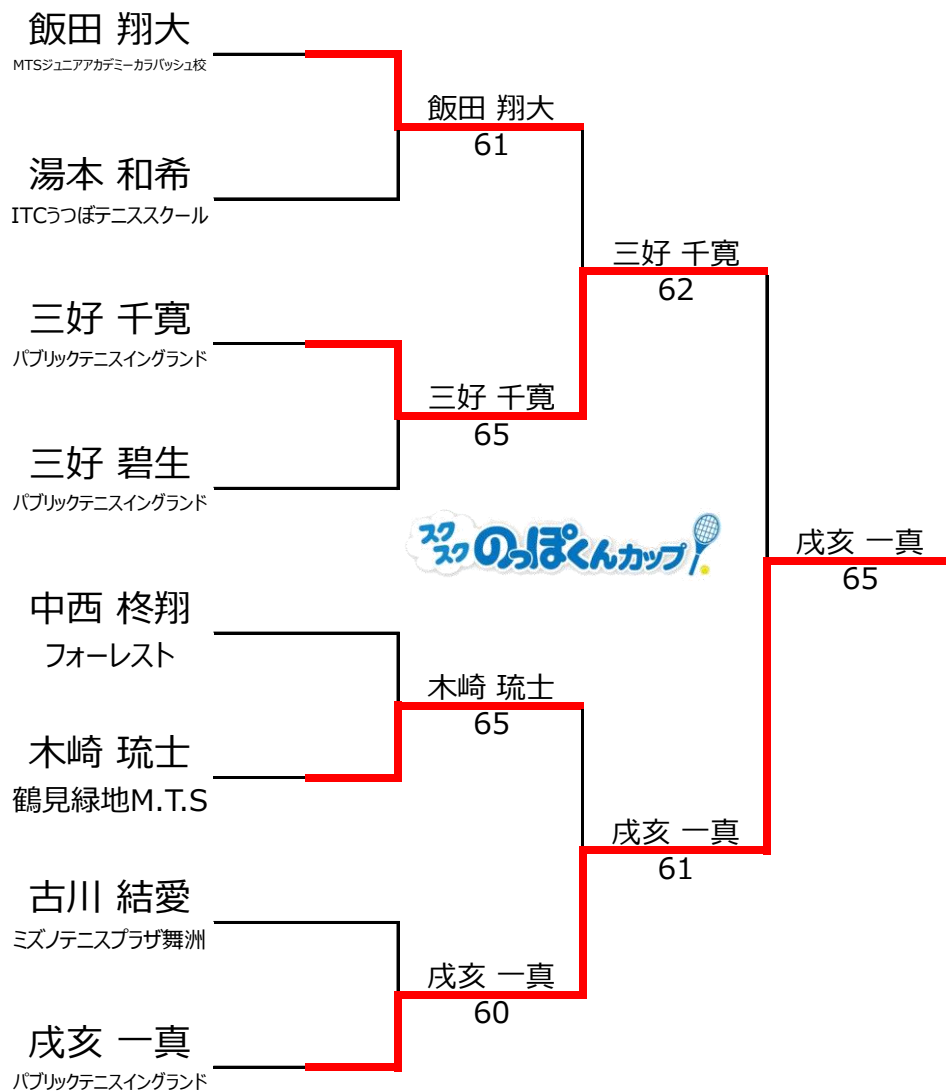 飯田 翔大
MTSジュニアアカデミーカラバッシュ校
飯田 翔大
61
湯本 和希
ITCうつぼテニススクール
三好 千寛
62
三好 千寛
パブリックテニスイングランド
三好 千寛
65
三好 碧生
パブリックテニスイングランド
スクスク のっぽくんカップ
戌亥 一真
65
中西 柊翔
フォーレスト
木崎 琉士
65
木崎 琉士
鶴見緑地M.T.S
戌亥 一真
61
古川 結愛
ミズノテニスプラザ舞洲
戌亥 一真
60
戌亥 一真
パブリックテニスイングランド